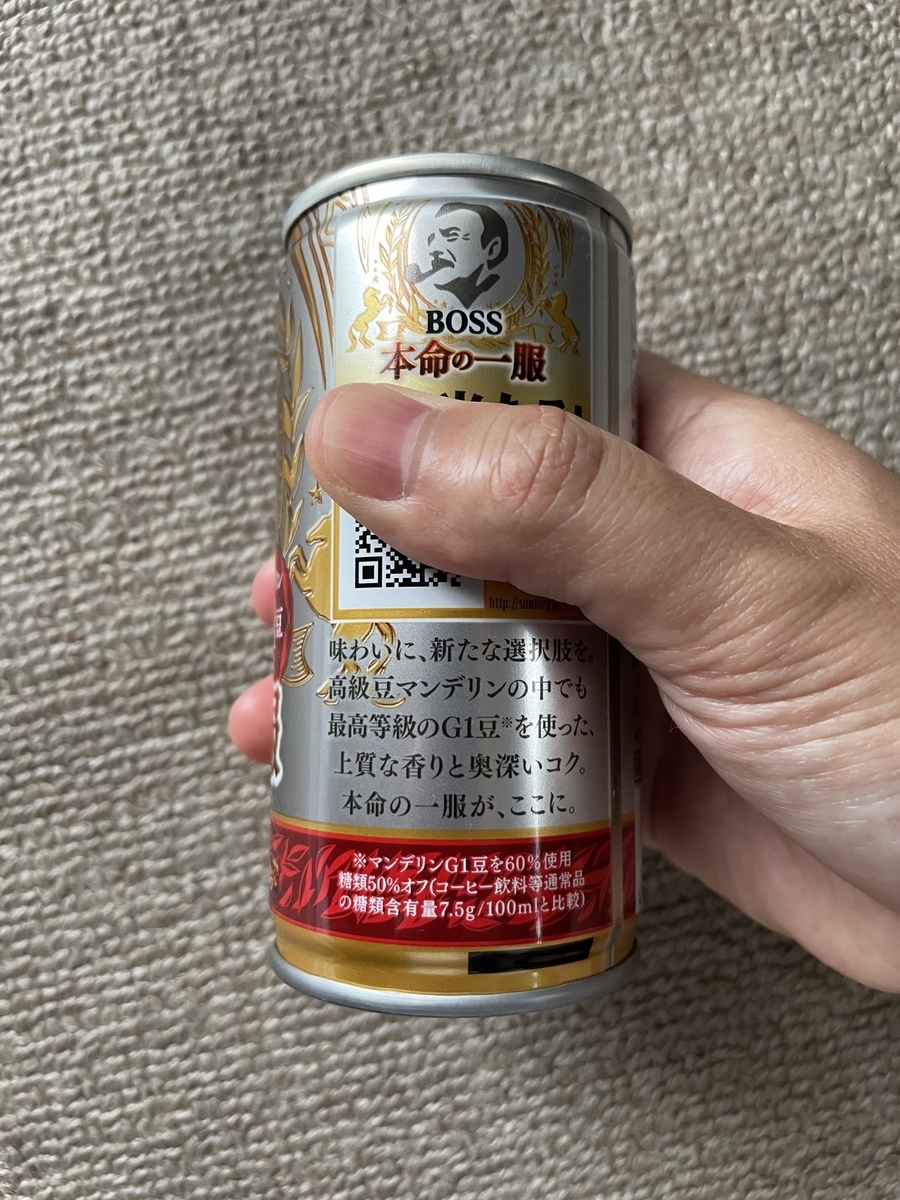 BOSS
本命の一服
http://suntory.jp
味わいに、新たな選択肢を。
高級豆マンデリンの中でも
最高等級のG1豆※を使った、
上質な香りと奥深いコク。
本命の一服が、ここに。
※マンデリンG1豆を60%使用
糖類50%オフ(コーヒー飲料等通常品
の糖類含有量7.5g/100mlと比較)